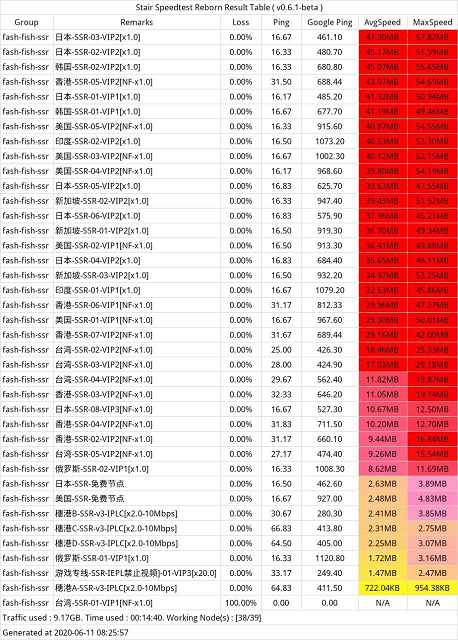 Stair Speedtest Reborn Result Table ( v0.6.1-beta )
Group Remarks Loss Ping Google Ping AvgSpeed MaxSpeed
fash-fish-ssr 日本-SSR-03-VIP2[x1.0] 0.00% 16.67 461.10 47.30MB 57.82MB
fash-fish-ssr 日本-SSR-02-VIP2[x1.0] 0.00% 16.33 480.70 45.17MB 51.99MB
fash-fish-ssr 韩国-SSR-02-VIP2[x1.0] 0.00% 16.33 680.80 45.07MB 55.65MB
fash-fish-ssr 香港-SSR-05-VIP2[NF-x1.0] 0.00% 31.50 688.44 43.07MB 54.69MB
fash-fish-ssr 日本-SSR-01-VIP1[x1.0] 0.00% 16.17 485.20 41.32MB 50.94MB
fash-fish-ssr 韩国-SSR-01-VIP1[x1.0] 0.00% 16.67 677.70 41.19MB 49.46MB
fash-fish-ssr 美国-SSR-05-VIP2[NF-x1.0] 0.00% 16.33 915.60 40.87MB 54.55MB
fash-fish-ssr 印度-SSR-02-VIP2[x1.0] 0.00% 16.50 1073.20 40.53MB 53.30MB
fash-fish-ssr 美国-SSR-03-VIP2[NF-x1.0] 0.00% 16.67 1002.30 40.12MB 52.15MB
fash-fish-ssr 美国-SSR-04-VIP2[NF-x1.0] 0.00% 16.17 968.60 39.80MB 54.19MB
fash-fish-ssr 日本-SSR-05-VIP2[x1.0] 0.00% 16.83 625.70 39.63MB 47.55MB
fash-fish-ssr 新加坡-SSR-02-VIP2[x1.0] 0.00% 16.33 947.40 39.43MB 51.52MB
fash-fish-ssr 日本-SSR-06-VIP2[x1.0] 0.00% 16.83 575.90 37.96MB 45.21MB
fash-fish-ssr 新加坡-SSR-01-VIP2[x1.0] 0.00% 16.50 919.30 36.70MB 49.34MB
fash-fish-ssr 美国-SSR-02-VIP1[NF-x1.0] 0.00% 16.50 913.30 36.41MB 49.88MB
fash-fish-ssr 日本-SSR-04-VIP2[x1.0] 0.00% 16.83 684.40 35.65MB 48.11MB
fash-fish-ssr 新加坡-SSR-03-VIP2[x1.0] 0.00% 16.50 932.20 34.97MB 53.25MB
fash-fish-ssr 印度-SSR-01-VIP1[x1.0] 0.00% 16.67 1079.20 32.53MB 45.86MB
fash-fish-ssr 香港-SSR-06-VIP1[NF-x1.0] 0.00% 31.17 812.33 29.96MB 47.27MB
fash-fish-ssr 美国-SSR-01-VIP1[NF-x1.0] 0.00% 16.67 967.60 29.30MB 50.01MB
fash-fish-ssr 香港-SSR-07-VIP2[NF-x1.0] 0.00% 31.67 689.44 29.16MB 42.00MB
fash-fish-ssr 台湾-SSR-02-VIP2[NF-x1.0] 0.00% 25.00 426.30 18.46MB 25.33MB
fash-fish-ssr 台湾-SSR-03-VIP2[NF-x1.0] 0.00% 28.00 424.90 17.03MB 29.18MB
fash-fish-ssr 台湾-SSR-04-VIP2[NF-x1.0] 0.00% 29.67 562.40 11.82MB 19.87MB
fash-fish-ssr 香港-SSR-03-VIP2[NF-x1.0] 0.00% 32.33 646.20 11.05MB 19.74MB
fash-fish-ssr 日本-SSR-08-VIP3[NF-x1.0] 0.00% 16.67 527.30 10.67MB 12.50MB
fash-fish-ssr 香港-SSR-04-VIP2[NF-x1.0] 0.00% 31.83 711.50 10.20MB 12.70MB
fash-fish-ssr 香港-SSR-02-VIP2[NF-x1.0] 0.00% 31.17 660.10 9.44MB 16.84MB
fash-fish-ssr 台湾-SSR-05-VIP2[NF-x1.0] 0.00% 27.17 474.40 9.26MB 15.54MB
fash-fish-ssr 俄罗斯-SSR-02-VIP1[x1.0] 0.00% 16.33 1008.30 8.62MB 11.69MB
fash-fish-ssr 日本-SSR-免费节点 0.00% 16.50 462.60 2.63MB 3.89MB
fash-fish-ssr 美国-SSR-免费节点 0.00% 16.67 927.00 2.48MB 4.83MB
fash-fish-ssr 穗港B-SSR-v3-IPLC[x2.0-10Mbps] 0.00% 30.67 280.30 2.41MB 3.85MB
fash-fish-ssr 穗港C-SSR-v3-IPLC[x2.0-10Mbps] 0.00% 66.83 413.80 2.31MB 2.75MB
fash-fish-ssr 穗港D-SSR-v3-IPLC[x2.0-10Mbps] 0.00% 64.50 405.00 2.25MB 3.07MB
fash-fish-ssr 俄罗斯-SSR-01-VIP1[x1.0] 0.00% 16.33 1120.80 1.72MB 3.16MB
fash-fish-ssr 游戏专线-SSR-IEPL禁止视频]-01-VIP3[x20.0] 0.00% 33.17 249.40 1.47MB 2.47MB
fash-fish-ssr 穗港A-SSR-v3-IPLC[x2.0-10Mbps] 0.00% 64.83 411.50 722.04KB 954.38KB
fash-fish-ssr 台湾-SSR-01-VIP2[NF-x1.0] 100.00% 0.00 0.00 N/A N/A
Traffic used : 9.17GB. Time used : 00:14:40. Working Node(s) : [38/39]
Generated at 2020-06-11 08:25:57